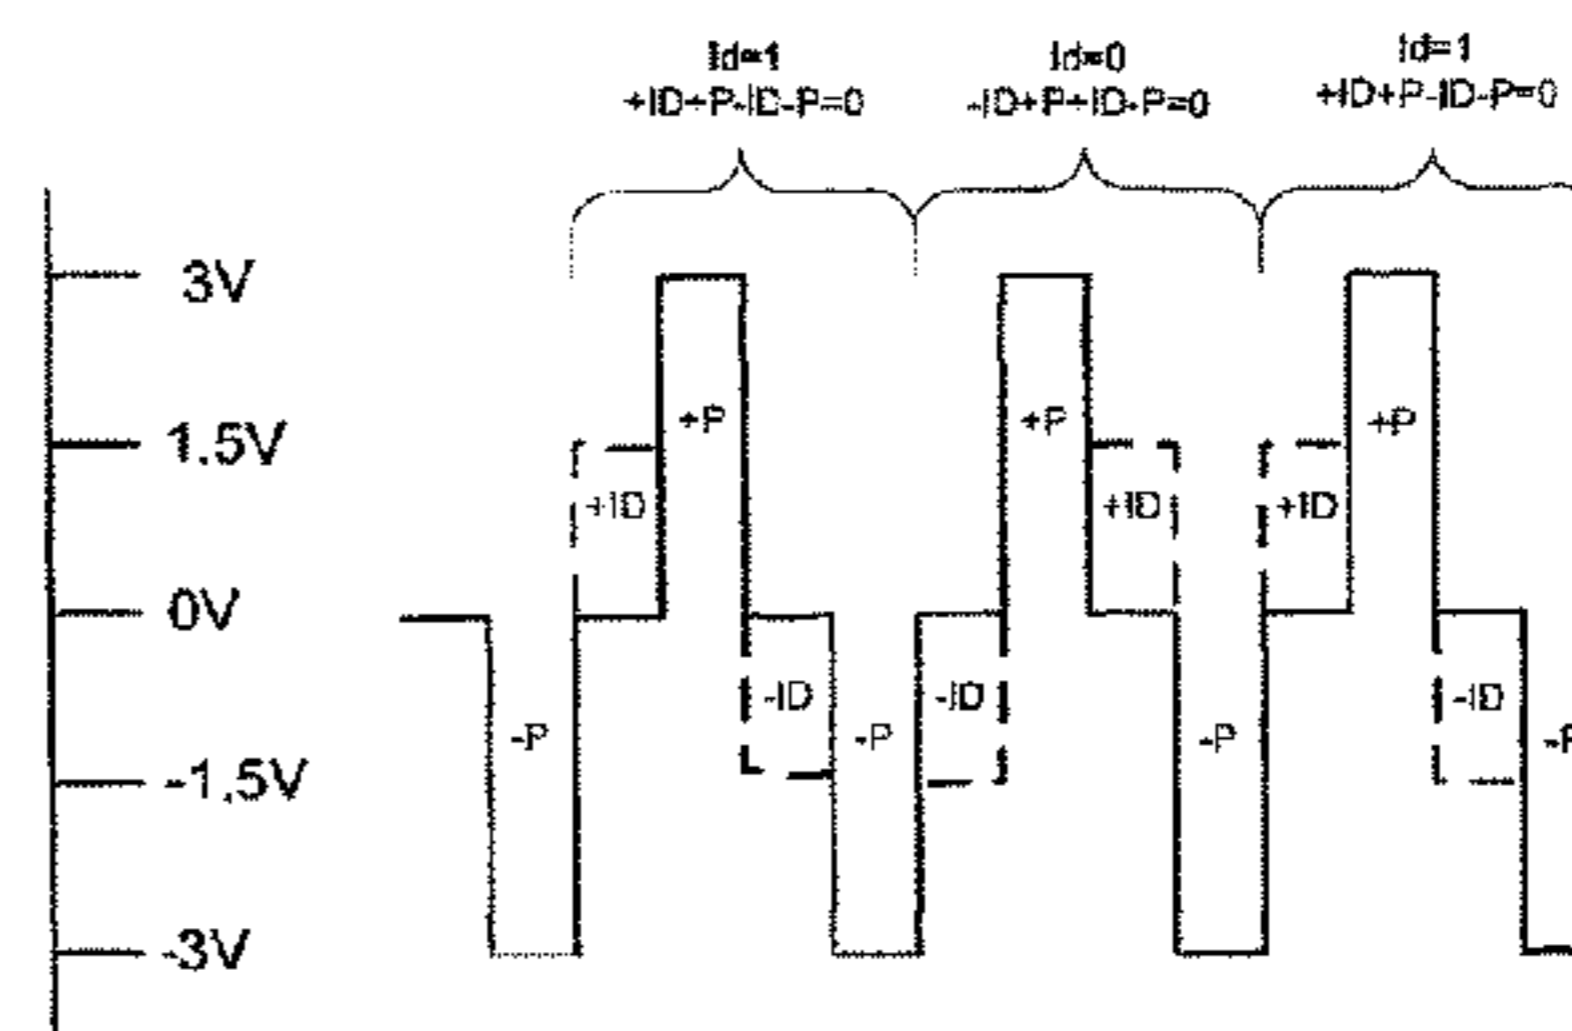 Id=1
+ID+P-ID-P=0
Id=0
-ID+P+ID-P=0
Id=1
+ID+P-ID-P=0
3V
1.5V
0V
-1.5V
-3V
+P
+P
+P
+ID
+ID
+ID
-ID
-ID
-ID
-P
-P
-P
-P